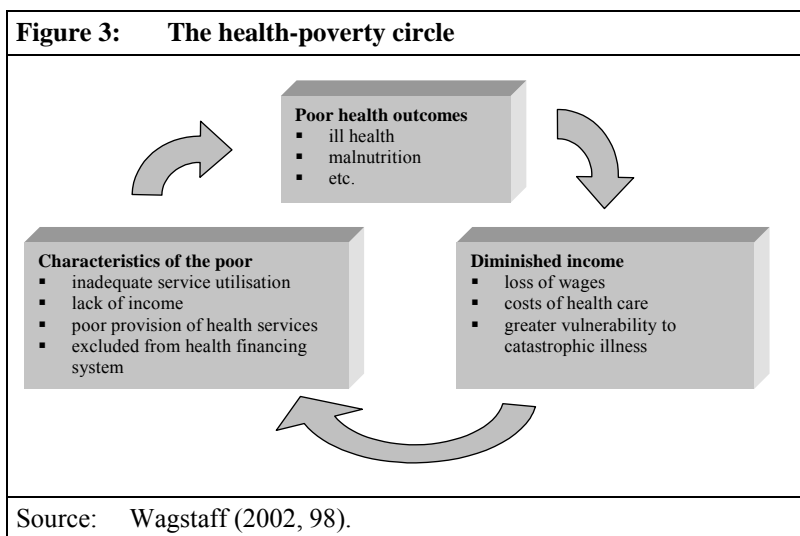 Figure 3: The health-poverty circle
Poor health outcomes
▪ ill health
▪ malnutrition
▪ etc.
Characteristics of the poor
▪ inadequate service utilisation
▪ lack of income
▪ poor provision of health services
▪ excluded from health financing
system
Diminished income
▪ loss of wages
▪ costs of health care
▪ greater vulnerability to
catastrophic illness
Source: Wagstaff (2002, 98).